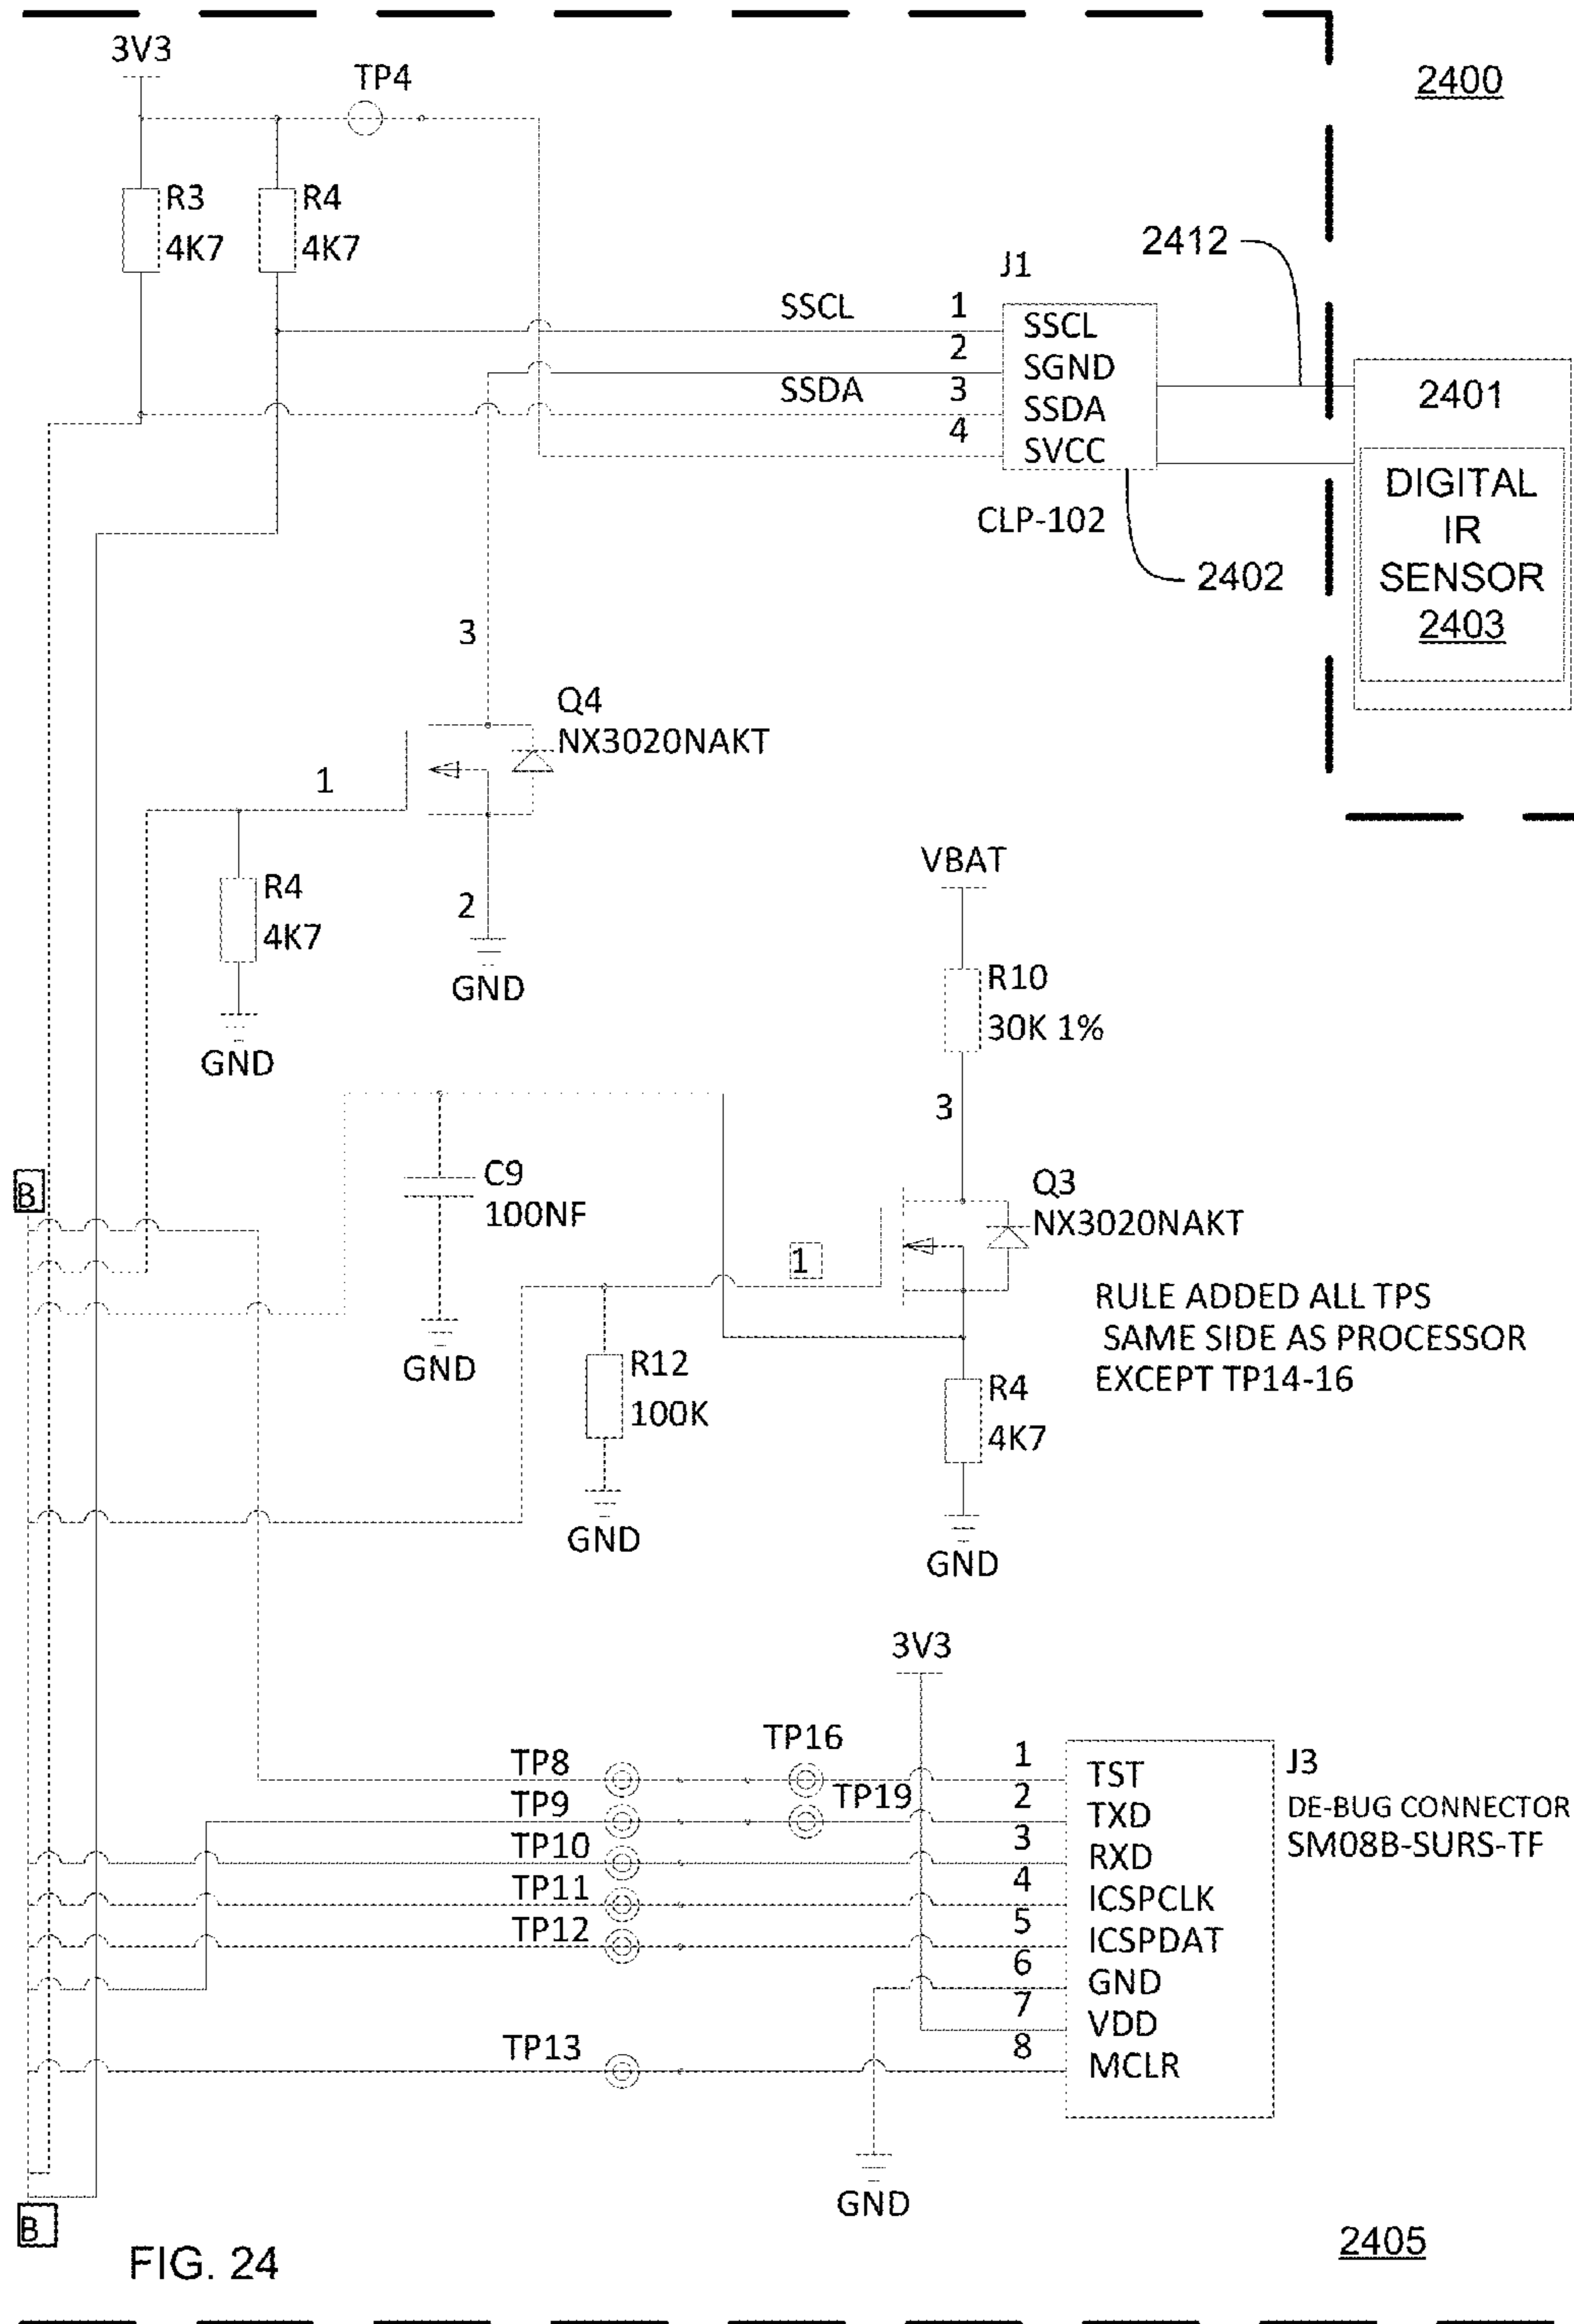 3V3
TP4
2400
R3
4K7
R4
4K7
2412
J1
SSCL
1
SSCL
2
SGND
SSDA
3
SSDA
4
SVCC
2401
DIGITAL
IR
SENSOR
2403
CLP-102
2402
3
Q4
NX3020NAKT
1
R4
4K7
2
GND
GND
VBAT
R10
30K 1%
3
B
C9
100NF
Q3
NX3020NAKT
1
GND
RULE ADDED ALL TPS
SAME SIDE AS PROCESSOR
EXCEPT TP14-16
R12
100K
R4
4K7
GND
GND
3V3
TP8
TP16
1
TST
J3
TP9
TP19
2
TXD
DE-BUG CONNECTOR
SM08B-SURS-TF
TP10
3
RXD
TP11
4
ICSPCLK
TP12
5
ICSPDAT
6
GND
7
VDD
TP13
8
MCLR
GND
B
FIG. 24
2405